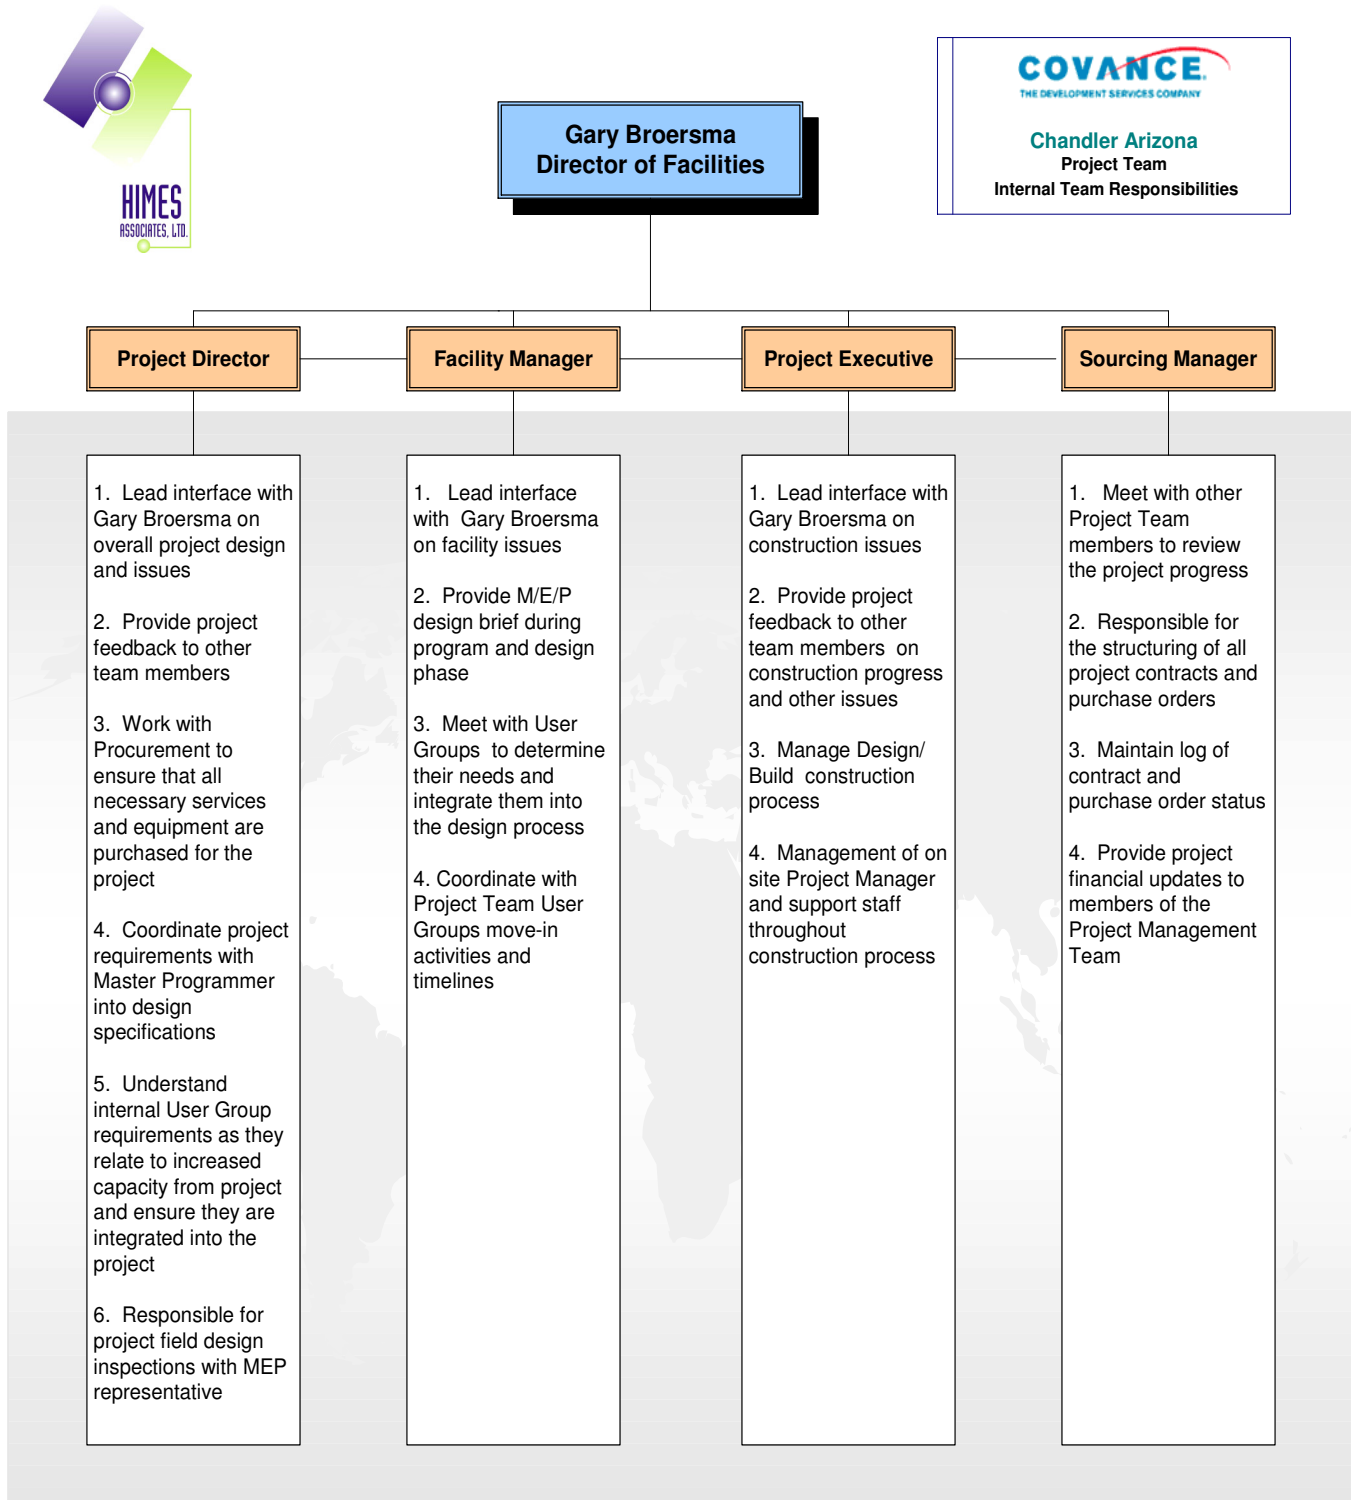 HIMES
ASSOCIATES, LTD.
Gary Broersma
Director of Facilities
COVANCE
THE DEVELOPMENT SERVICES COMPANY
Chandler Arizona
Project Team
Internal Team Responsibilities
Project Director
Facility Manager
Project Executive
Sourcing Manager
1. Lead interface with
Gary Broersma on
overall project design
and issues
2. Provide project
feedback to other
team members
3. Work with
Procurement to
ensure that all
necessary services
and equipment are
purchased for the
project
4. Coordinate project
requirements with
Master Programmer
into design
specifications
5. Understand
internal User Group
requirements as they
relate to increased
capacity from project
and ensure they are
integrated into the
project
6. Responsible for
project field design
inspections with MEP
representative
1. Lead interface
with Gary Broersma
on facility issues
2. Provide M/E/P
design brief during
program and design
phase
3. Meet with User
Groups to determine
their needs and
integrate them into
the design process
4. Coordinate with
Project Team User
Groups move-in
activities and
timelines
1. Lead interface with
Gary Broersma on
construction issues
2. Provide project
feedback to other
team members on
construction progress
and other issues
3. Manage Design/
Build construction
process
4. Management of on
site Project Manager
and support staff
throughout
construction process
1. Meet with other
Project Team
members to review
the project progress
2. Responsible for
the structuring of all
project contracts and
purchase orders
3. Maintain log of
contract and
purchase order status
4. Provide project
financial updates to
members of the
Project Management
Team